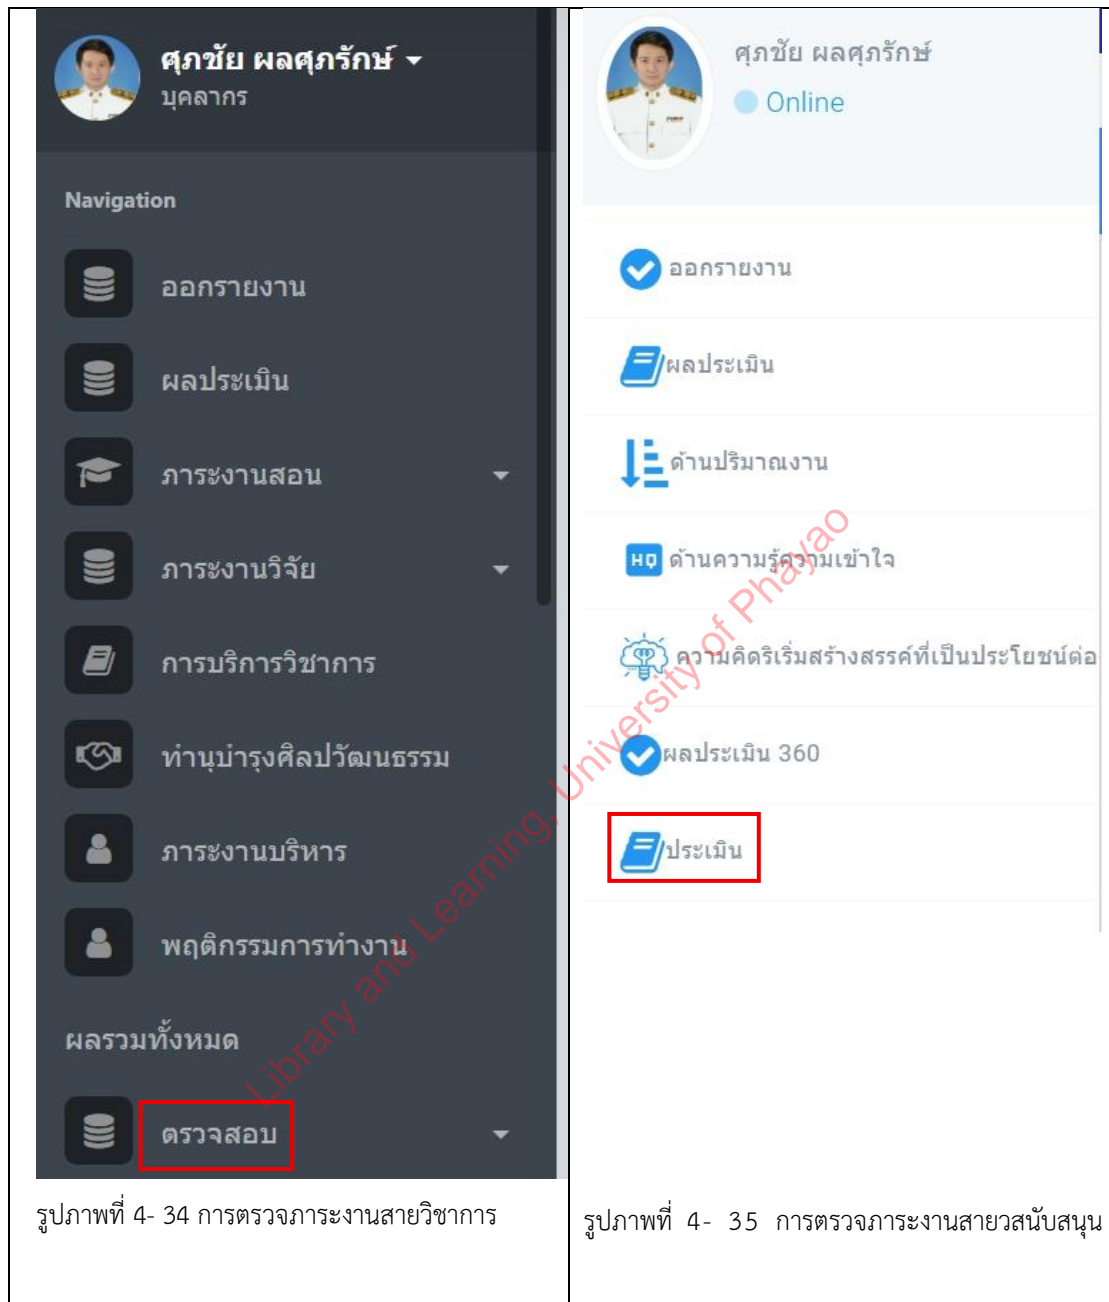 ศุภชัย ผลศุภรักษ์
บุคลากร
Navigation
ออกรายงาน
ผลประเมิน
ภาระงานสอน
ภาระงานวิจัย
การบริการวิชาการ
ทำนุบำรุงศิลปวัฒนธรรม
ภาระงานบริหาร
พฤติกรรมการทำงาน
ผลรวมทั้งหมด
ตรวจสอบ
รูปภาพที่ 4- 34 การตรวจภาระงานสายวิชาการ
ศุภชัย ผลศุภรักษ์
Online
ออกรายงาน
ผลประเมิน
ด้านปริมาณงาน
HQ ด้านความรู้ความเข้าใจ
ความคิดริเริ่มสร้างสรรค์ที่เป็นประโยชน์ต่อ
ผลประเมิน 360
ประเมิน
รูปภาพที่ 4- 35 การตรวจภาระงานสายวสนับสนุน
Library and Learning, University of Phayao